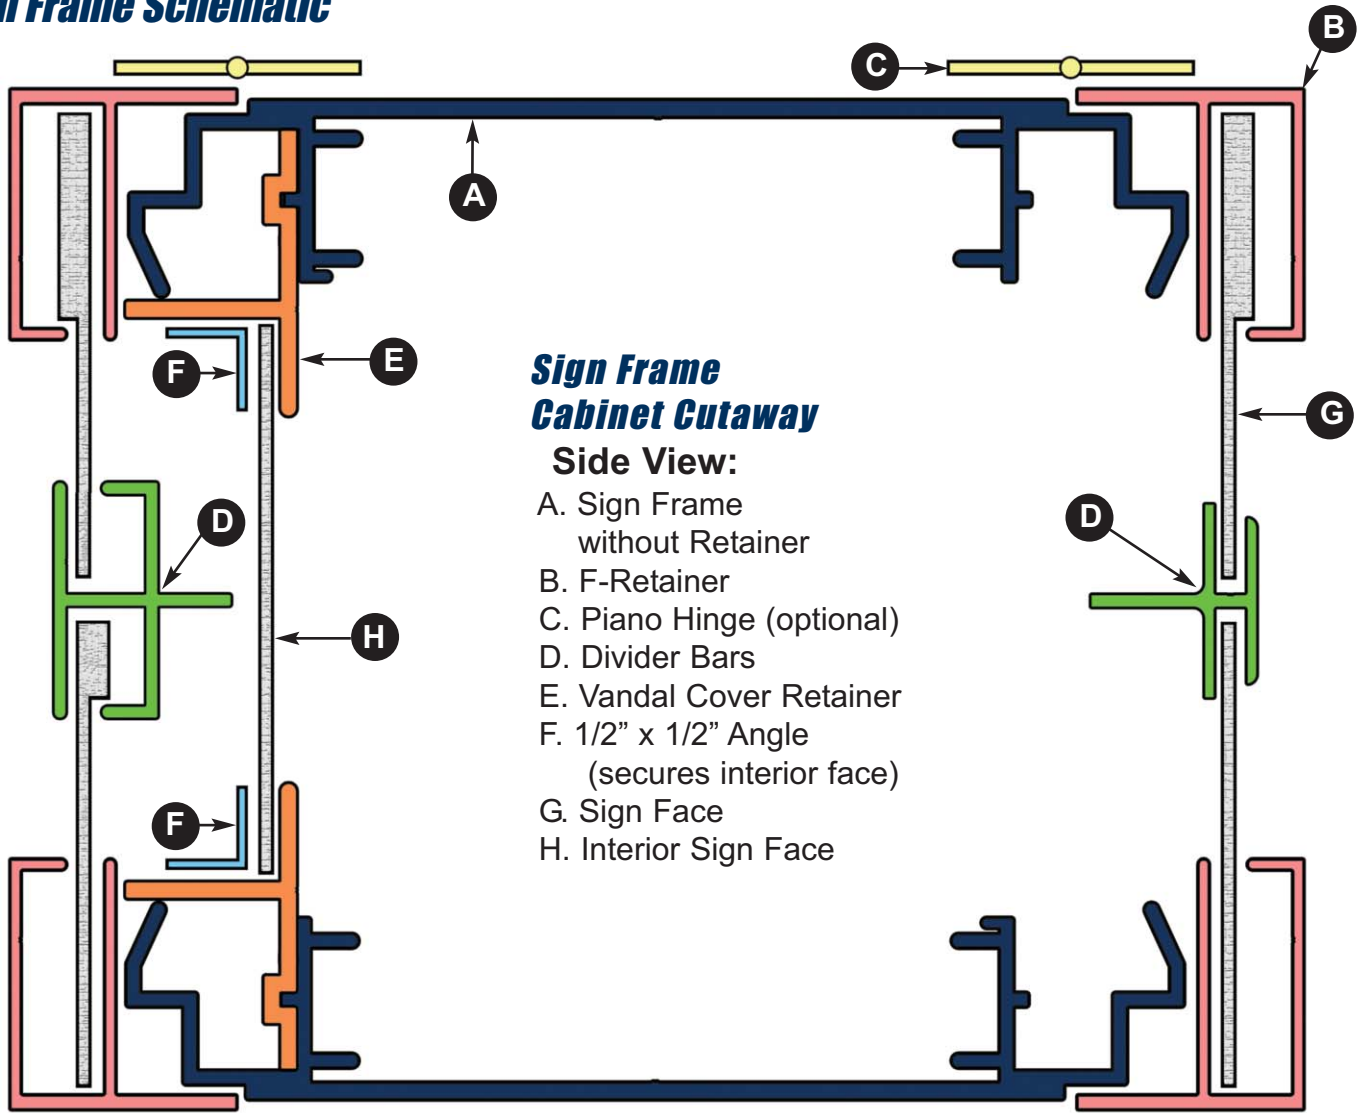 n Frame Schematic
B
C
A
F
E
G
D
D
H
F
Sign Frame
Cabinet Cutaway
Side View:
A. Sign Frame
without Retainer
B. F-Retainer
C. Piano Hinge (optional)
D. Divider Bars
E. Vandal Cover Retainer
F. 1/2” x 1/2” Angle
(secures interior face)
G. Sign Face
H. Interior Sign Face